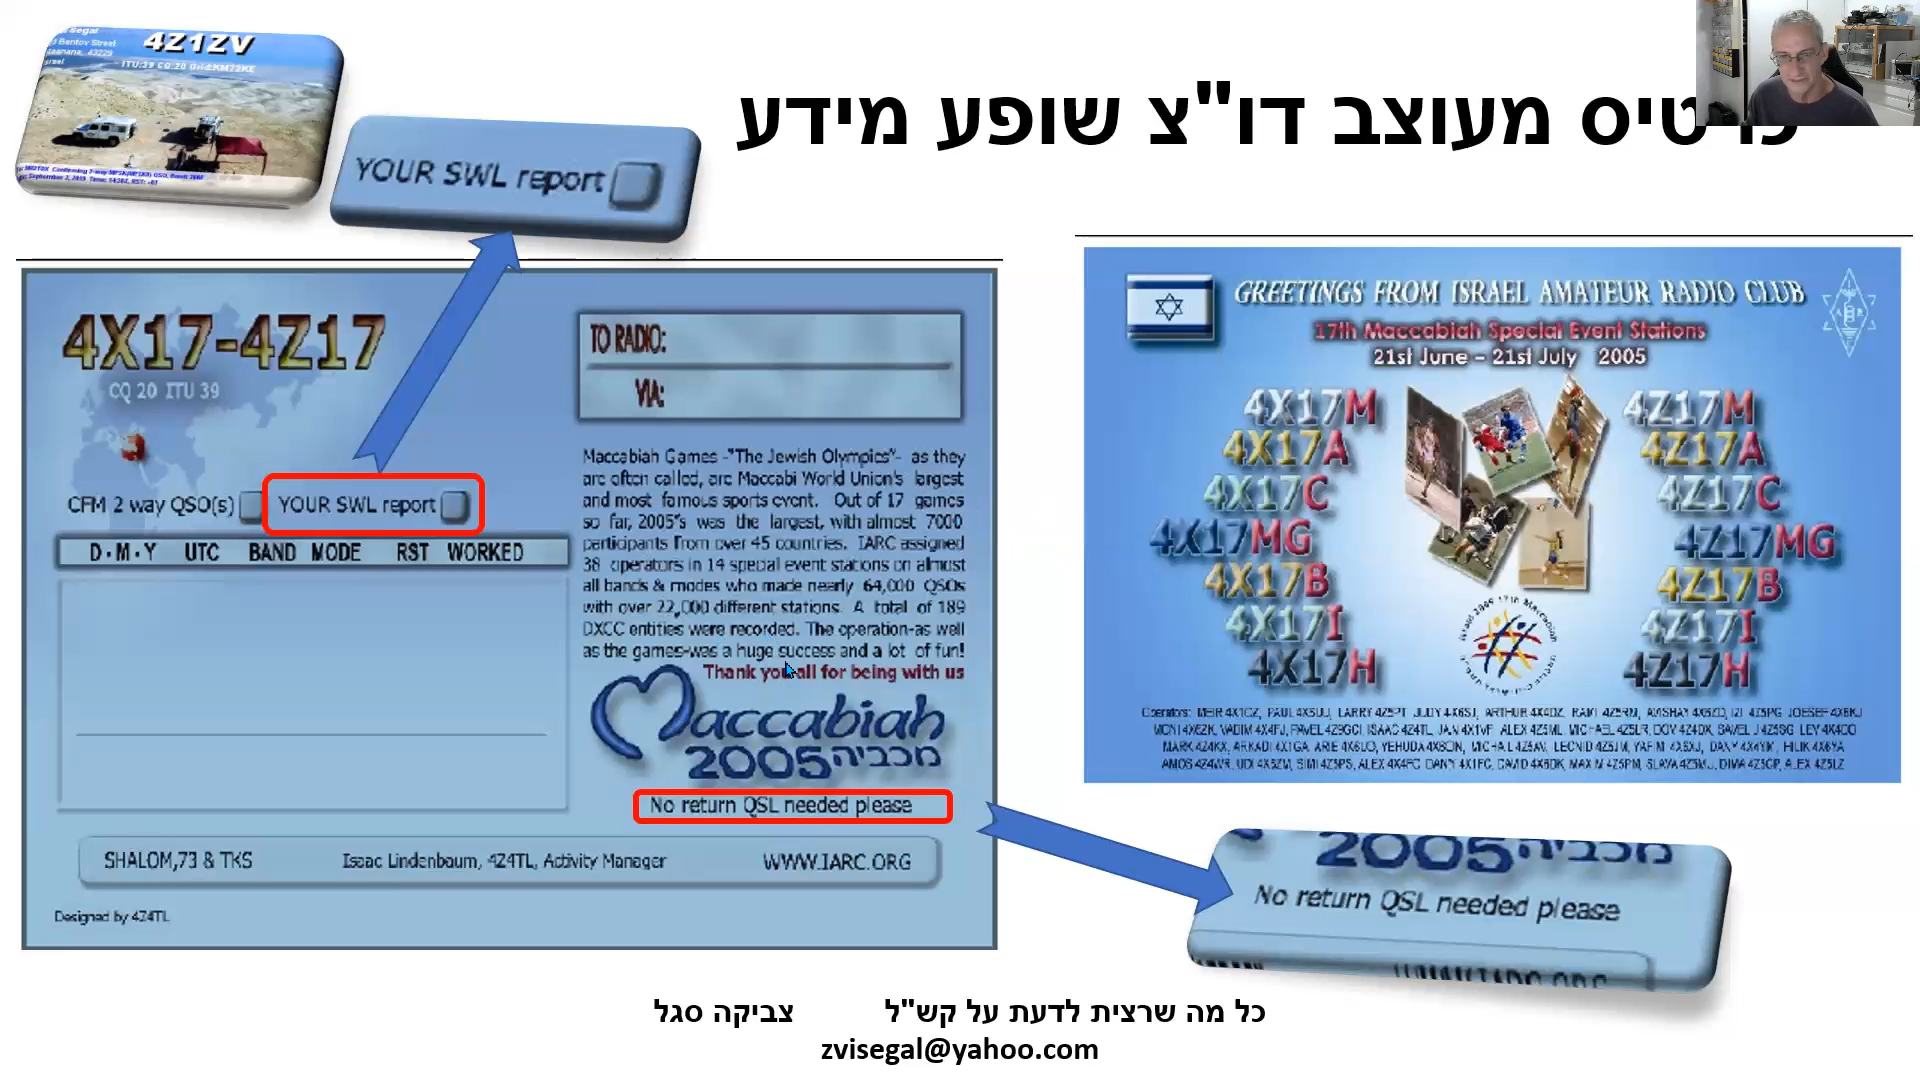 4Z1ZV
ITU:39 CQ:20 Grid:KM72KE
YOUR SWL report
כרטיס מעוצב דו"צ שופע מידע
4X17-4Z17
CQ 20 ITU 39
CFM 2 way QSO(s)
YOUR SWL report
D - M - Y UTC BAND MODE RST WORKED
TO RADIO:
VIA:
Maccabiah Games -"The Jewish Olympics"- as they
are often called, are Maccabi World Union's largest
and most famous sports event. Out of 17 games
so far, 2005's was the largest, with almost 7000
participants from over 45 countries. IARC assigned
38 operators in 14 special event stations on almost
all bands & modes who made nearly 64,000 QSOs
with over 22,000 different stations. A total of 189
DXCC entities were recorded. The operation-as well
as the games-was a huge success and a lot of fun!
Thank you all for being with us
Maccabiah
2005 מכביה
No return QSL needed please
SHALOM,73 & TKS Isaac Lindenbaum, 4Z4TL, Activity Manager WWW.IARC.ORG
Designed by 4Z4TL
GREETINGS FROM ISRAEL AMATEUR RADIO CLUB
17th Maccabiah Special Event Stations
21st June - 21st July 2005
4X17M 4Z17M
4X17A 4Z17A
4X17C 4Z17C
4X17MG 4Z17MG
4X17B 4Z17B
4X17I 4Z17I
4X17H 4Z17H
2005 מכביה
No return QSL needed please
כל מה שרצית לדעת על קש"ל צביקה סגל
zvisegal@yahoo.com